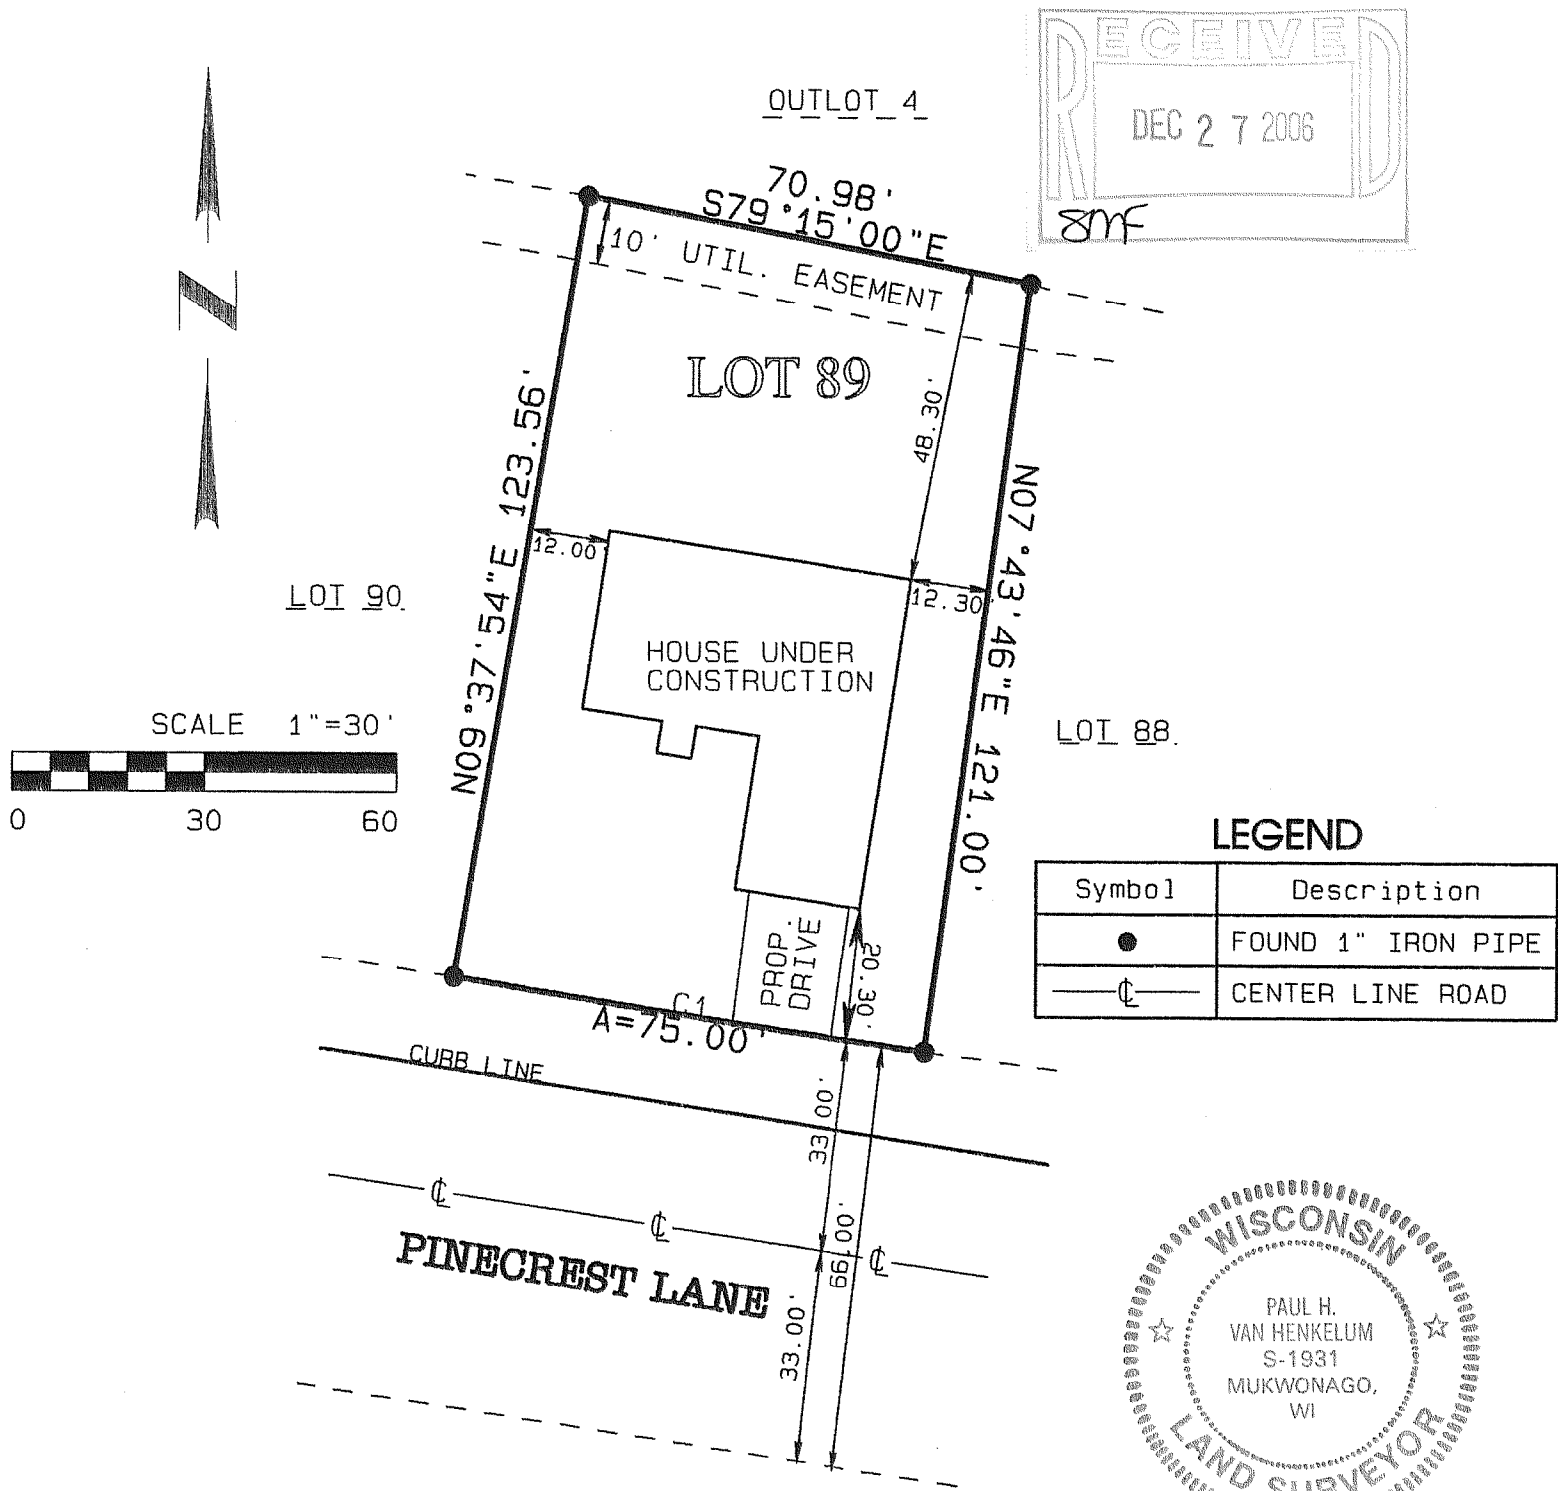 RECEIVED
DEC 27 2006
SMF
OUTLOT 4
70.98'
S79°15'00"E
10' UTIL. EASEMENT
LOT 89
48.30'
N09°37'54"E 123.56'
N07°43'46"E 121.00'
12.00'
12.30'
LOT 90
HOUSE UNDER
CONSTRUCTION
SCALE 1"=30'
0 30 60
LOT 88
LEGEND
Symbol Description
FOUND 1" IRON PIPE
℄ CENTER LINE ROAD
PROP.
DRIVE
20.30'
C1
A=75.00'
CURB LINE
33.00'
66.00'
℄ ℄ ℄
PINECREST LANE
33.00'
N
WISCONSIN
PAUL H.
VAN HENKELUM
S-1931
MUKWONAGO,
WI
LAND SURVEYOR